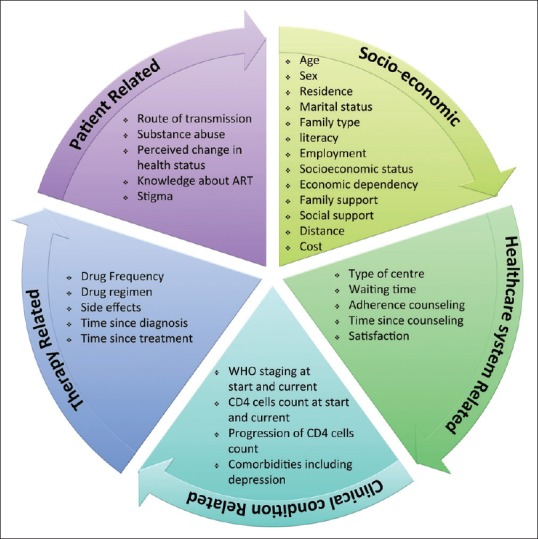 Patient Related
Route of transmission
Substance abuse
Perceived change in
health status
Knowledge about ART
Stigma
Socio-economic
Age
Sex
Residence
Marital status
Family type
literacy
Employment
Socioeconomic status
Economic dependency
Family support
Social support
Distance
Cost
Healthcare system Related
Type of centre
Waiting time
Adherence counseling
Time since counseling
Satisfaction
Clinical condition Related
WHO staging at
start and current
CD4 cells count at start
and current
Progression of CD4 cells
count
Comorbidities including
depression
Therapy Related
Drug Frequency
Drug regimen
Side effects
Time since diagnosis
Time since treatment